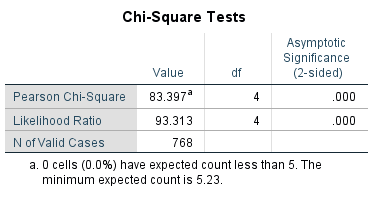 Chi-Square Tests
Value df Asymptotic Significance (2-sided)
Pearson Chi-Square 83.397a 4 .000
Likelihood Ratio 93.313 4 .000
N of Valid Cases 768
a. 0 cells (0.0%) have expected count less than 5. The
minimum expected count is 5.23.